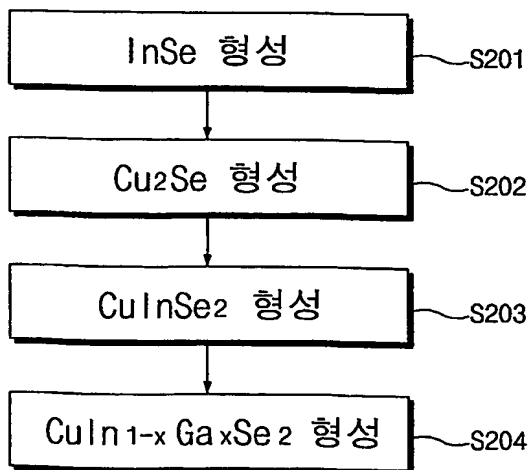 InSe 형성
S201
Cu2Se 형성
S202
CuInSe2 형성
S203
CuIn1-xGaxSe2 형성
S204